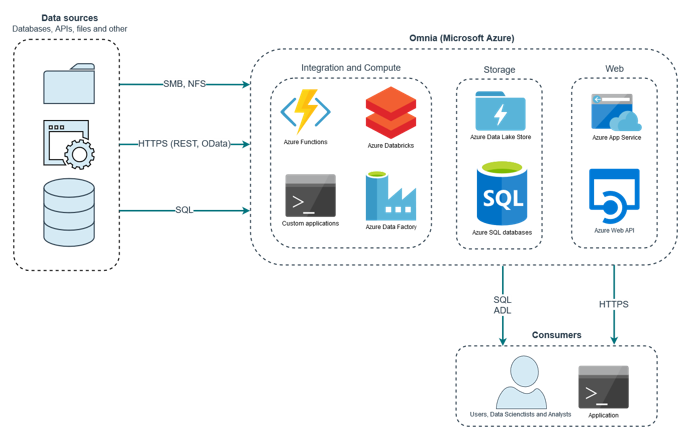 Data sources
Databases, APIs, files and other
SMB, NFS
HTTPS (REST, OData)
SQL
Omnia (Microsoft Azure)
Integration and Compute
Azure Functions
Azure Databricks
Custom applications
Azure Data Factory
Storage
Azure Data Lake Store
SQL
Azure SQL databases
Web
Azure App Service
Azure Web API
SQL
ADL
HTTPS
Consumers
Users, Data Scienctists and Analysts
Application